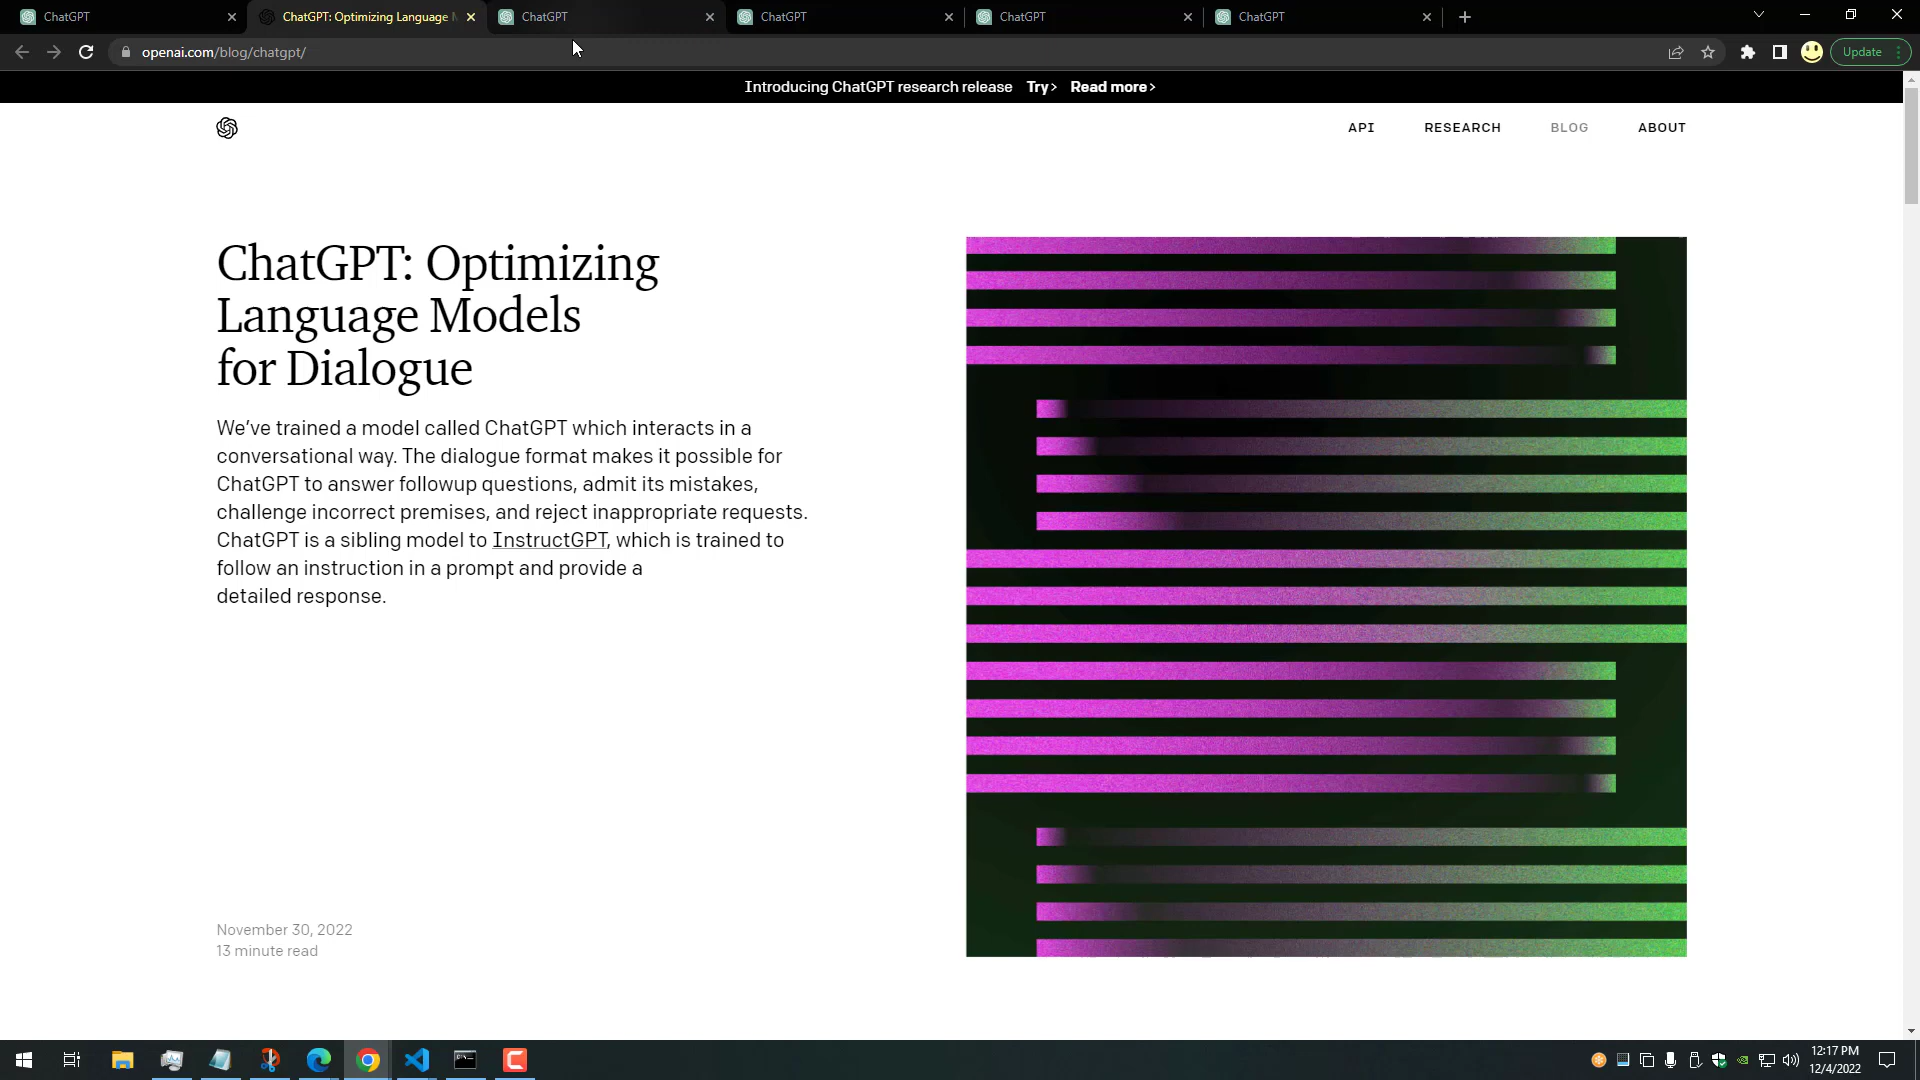 ChatGPT
ChatGPT: Optimizing Language
ChatGPT
ChatGPT
ChatGPT
ChatGPT
openai.com/blog/chatgpt/
Update
Introducing ChatGPT research release Try› Read more›
API RESEARCH BLOG ABOUT
ChatGPT: Optimizing
Language Models
for Dialogue
We’ve trained a model called ChatGPT which interacts in a
conversational way. The dialogue format makes it possible for
ChatGPT to answer followup questions, admit its mistakes,
challenge incorrect premises, and reject inappropriate requests.
ChatGPT is a sibling model to InstructGPT, which is trained to
follow an instruction in a prompt and provide a
detailed response.
November 30, 2022
13 minute read
12:17 PM
12/4/2022